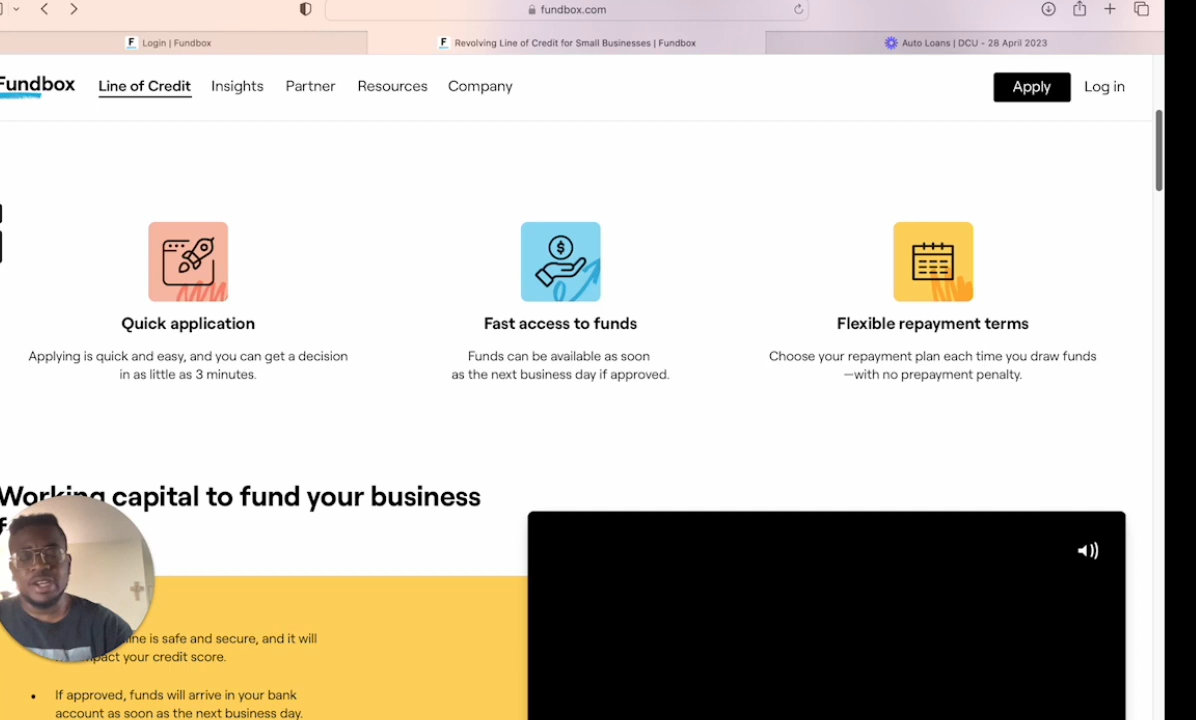 fundbox.com
F Login | Fundbox
F Revolving Line of Credit for Small Businesses | Fundbox
Auto Loans | DCU - 28 April 2023
Fundbox
Line of Credit
Insights
Partner
Resources
Company
Apply
Log in
Quick application
Applying is quick and easy, and you can get a decision
in as little as 3 minutes.
Fast access to funds
Funds can be available as soon
as the next business day if approved.
Flexible repayment terms
Choose your repayment plan each time you draw funds
—with no prepayment penalty.
Working capital to fund your business
is safe and secure, and it will
your credit score.
• If approved, funds will arrive in your bank
account as soon as the next business day.